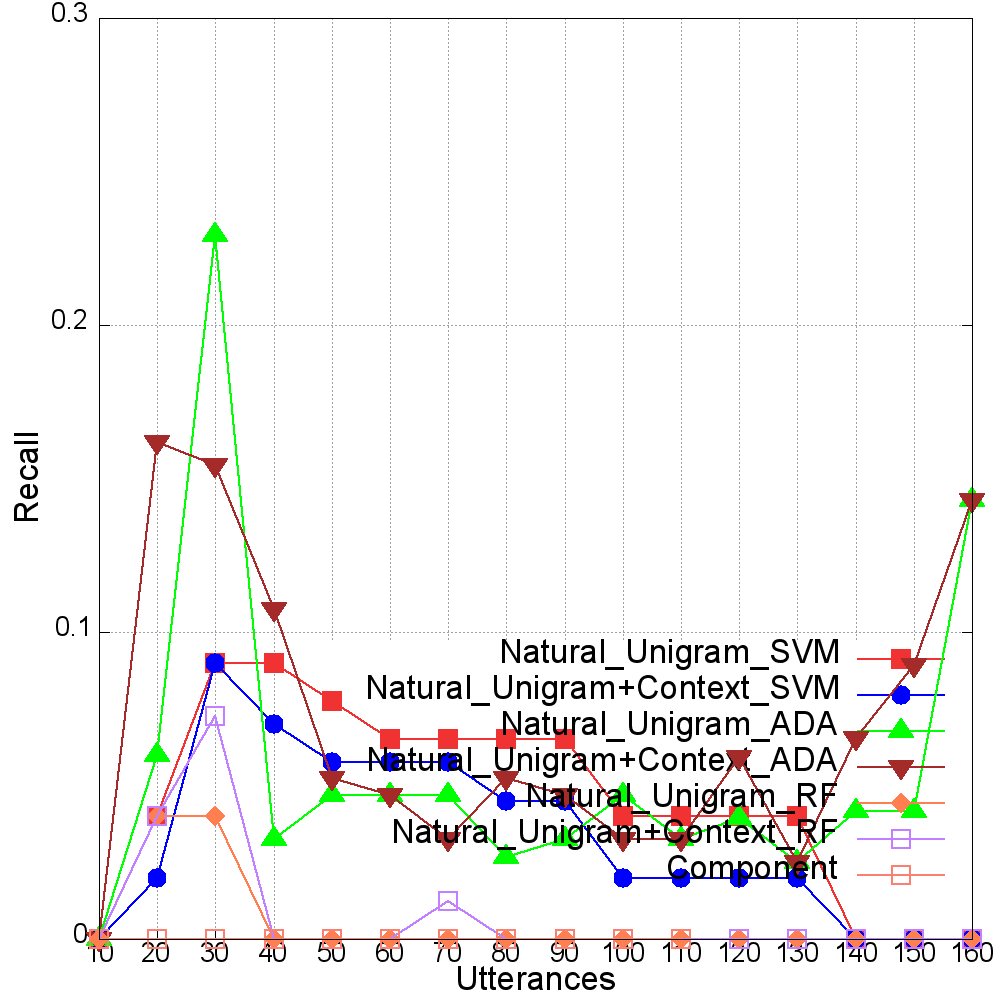 0.3
0.2
0.1
0
Recall
Natural_Unigram_SVM
Natural_Unigram+Context_SVM
Natural_Unigram_ADA
Natural_Unigram+Context_ADA
Natural_Unigram_RF
Natural_Unigram+Context_RF
Component
10 20 30 40 50 60 70 80 90 100 110 120 130 140 150 160
Utterances